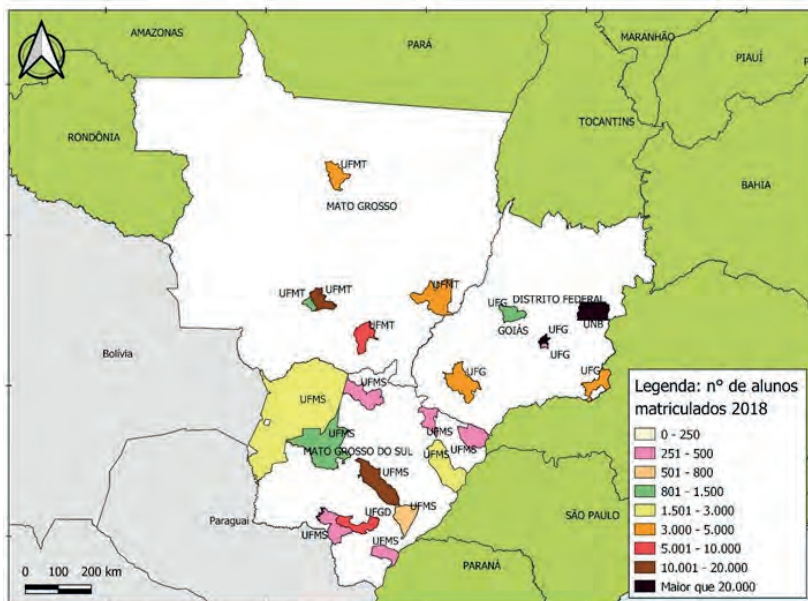 AMAZONAS
PARÁ
MARANHÃO
PIAUÍ
P
RONDÔNIA
TOCANTINS
BAHIA
UFMT
MATO GROSSO
UFMT
UFMT
UFMT
UFMT
UFG
DISTRITO FEDERAL
GOIÁS
UNB
UFG
UFG
UFG
UFG
Bolívia
UFMS
UFMS
UFMS
MATO GROSSO DO SUL
UFMS
UFMS
UFMS
UFMS
UFGD
UFMS
Paraguai
UFMS
UFMS
SÃO PAULO
PARANÁ
Legenda: n° de alunos
matriculados 2018
0 - 250
251 - 500
501 - 800
801 - 1.500
1.501 - 3.000
3.000 - 5.000
5.001 - 10.000
10.001 - 20.000
Maior que 20.000
0 100 200 km